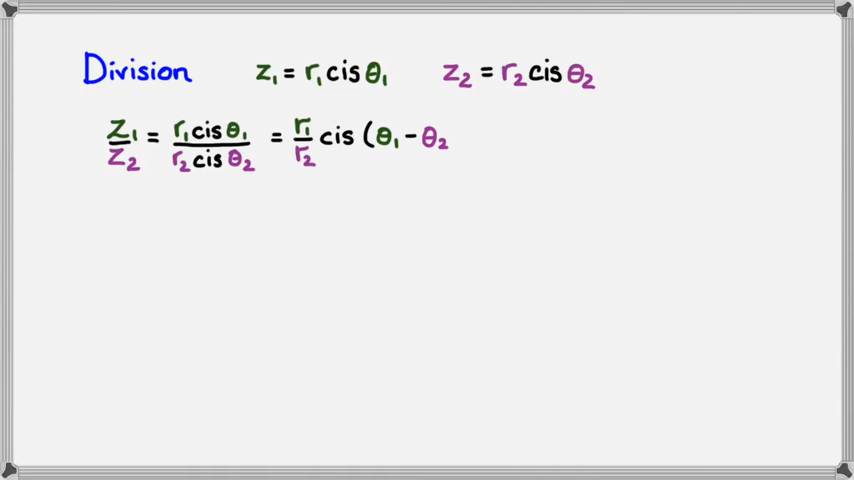 Division z₁ = r₁ cis θ₁ z₂ = r₂ cis θ₂
z₁/z₂ = r₁ cis θ₁ / r₂ cis θ₂ = r₁/r₂ cis (θ₁ - θ₂